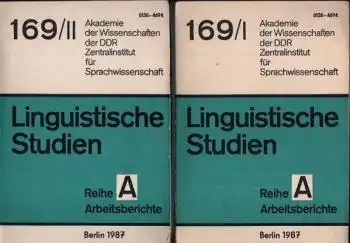 0138-4694
169/II
Akademie
der Wissenschaften
der DDR
Zentralinstitut
für
Sprachwissenschaft
Linguistische
Studien
Reihe A
Arbeitsberichte
Berlin 1987
0138-4694
169/I
Akademie
der Wissenschaften
der DDR
Zentralinstitut
für
Sprachwissenschaft
Linguistische
Studien
Reihe A
Arbeitsberichte
Berlin 1987